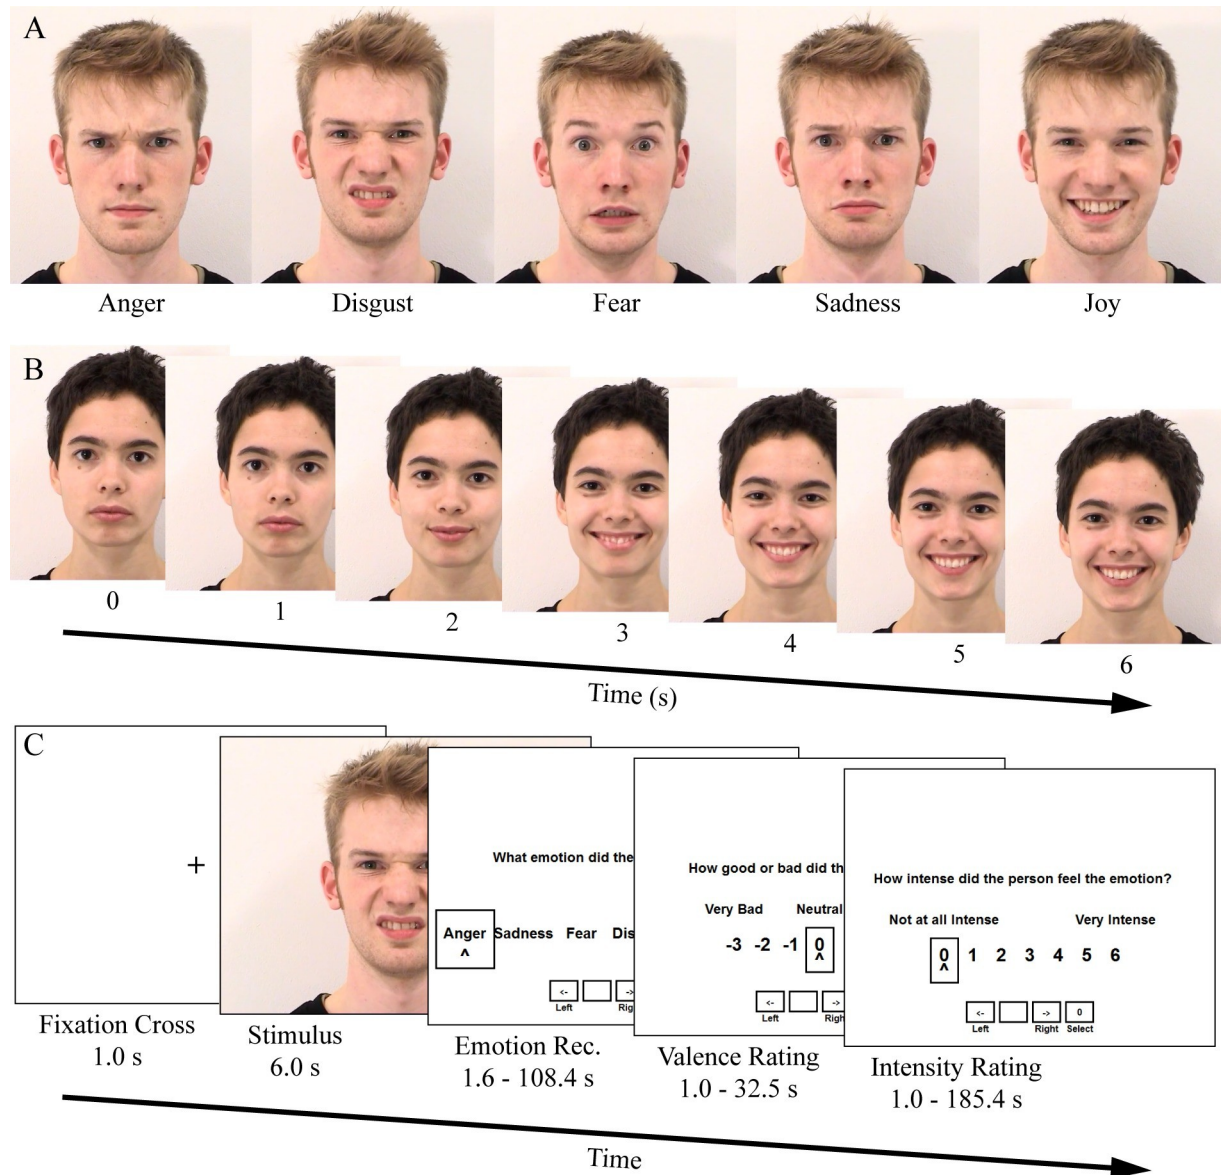 A
Anger Disgust Fear Sadness Joy
B
0 1 2 3 4 5 6
Time (s)
C
+
What emotion did the
Anger Sadness Fear Dis
^
<- ->
Left Rig
How good or bad did th
Very Bad Neutral
-3 -2 -1 0
^
<- ->
Left Righ
How intense did the person feel the emotion?
Not at all Intense Very Intense
0 1 2 3 4 5 6
^
<- -> 0
Left Right Select
Fixation Cross
1.0 s
Stimulus
6.0 s
Emotion Rec.
1.6 - 108.4 s
Valence Rating
1.0 - 32.5 s
Intensity Rating
1.0 - 185.4 s
Time